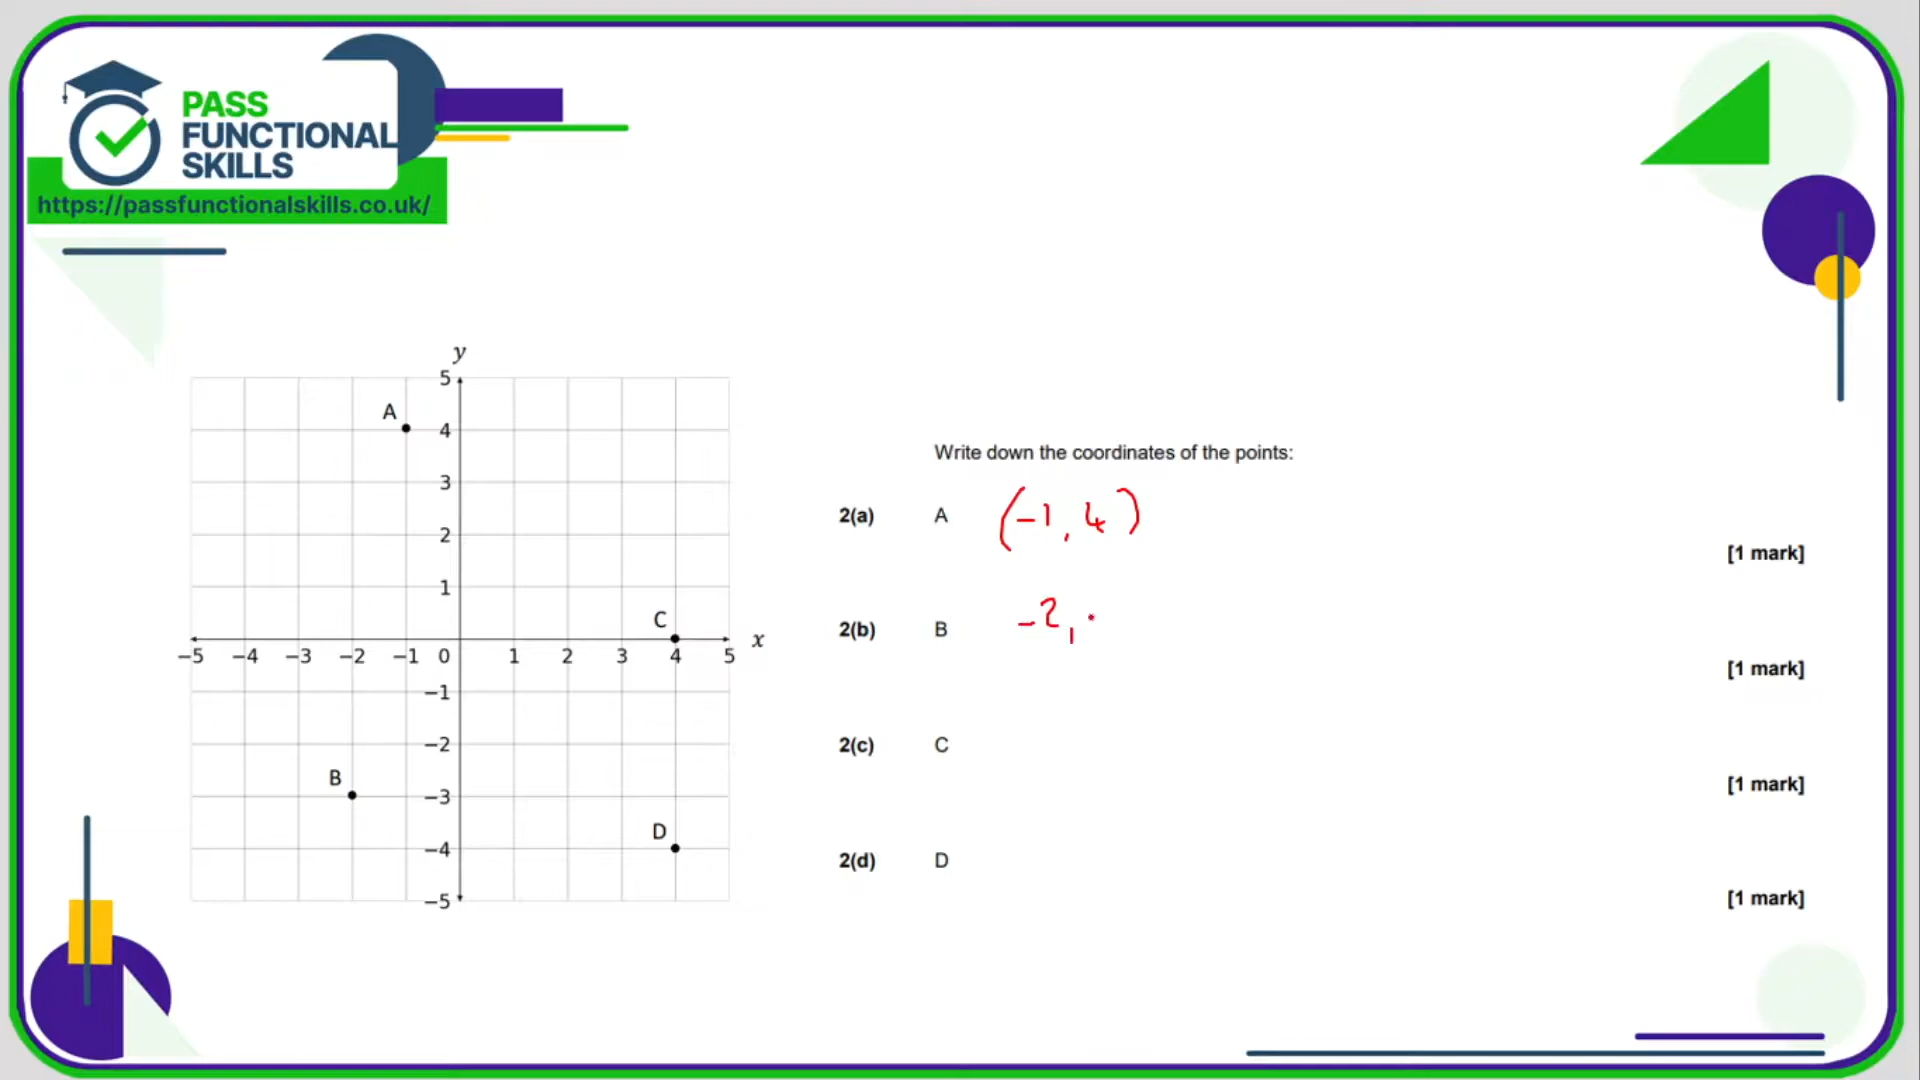 PASS
FUNCTIONAL
SKILLS
https://passfunctionalskills.co.uk/
y
5
A
4
3
2
1
C
x
−5 −4 −3 −2 −1 0 1 2 3 4 5
−1
−2
B
−3
D
−4
−5
Write down the coordinates of the points:
2(a) A (-1, 4)
[1 mark]
2(b) B -2,
[1 mark]
2(c) C
[1 mark]
2(d) D
[1 mark]